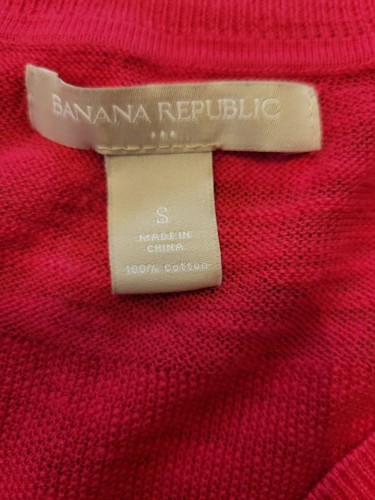 BANANA REPUBLIC
S
MADE IN
CHINA
100% Cotton